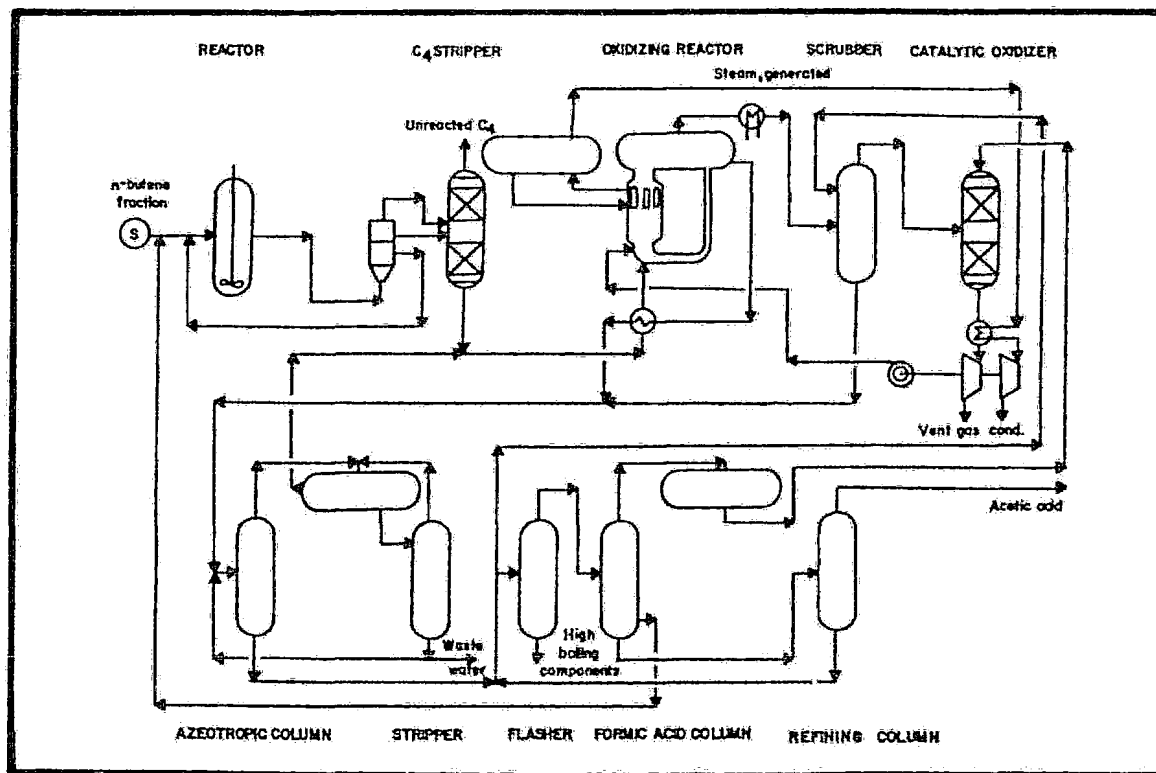 REACTOR
C4 STRIPPER
OXIDIZING REACTOR
SCRUBBER
CATALYTIC OXIDIZER
Steam, generated
Unreacted C4
n-butene
fraction
S
Vent gas cond.
Acetic acid
Waste
water
High
boiling
components
AZEOTROPIC COLUMN
STRIPPER
FLASHER
FORMIC ACID COLUMN
REFINING COLUMN